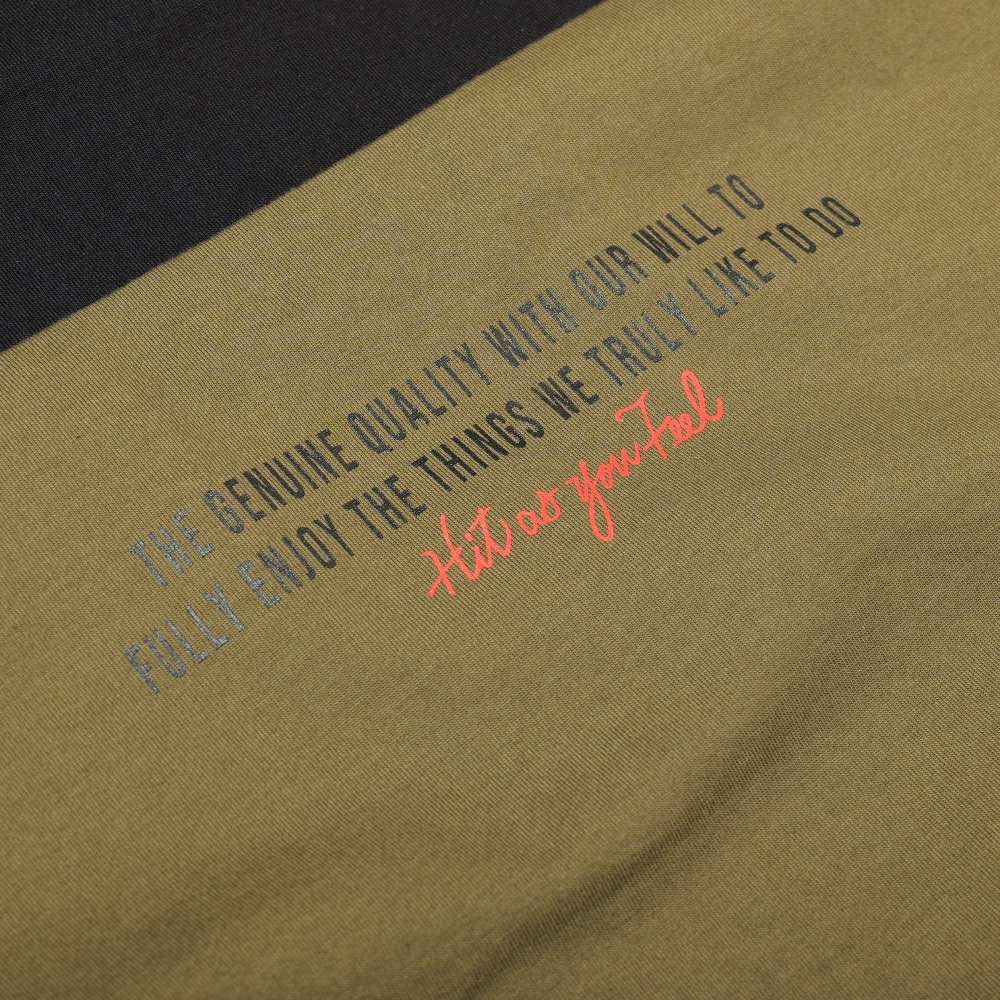 THE GENUINE QUALITY WITH OUR WILL TO
FULLY ENJOY THE THINGS WE TRULY LIKE TO DO
Hit as you Feel